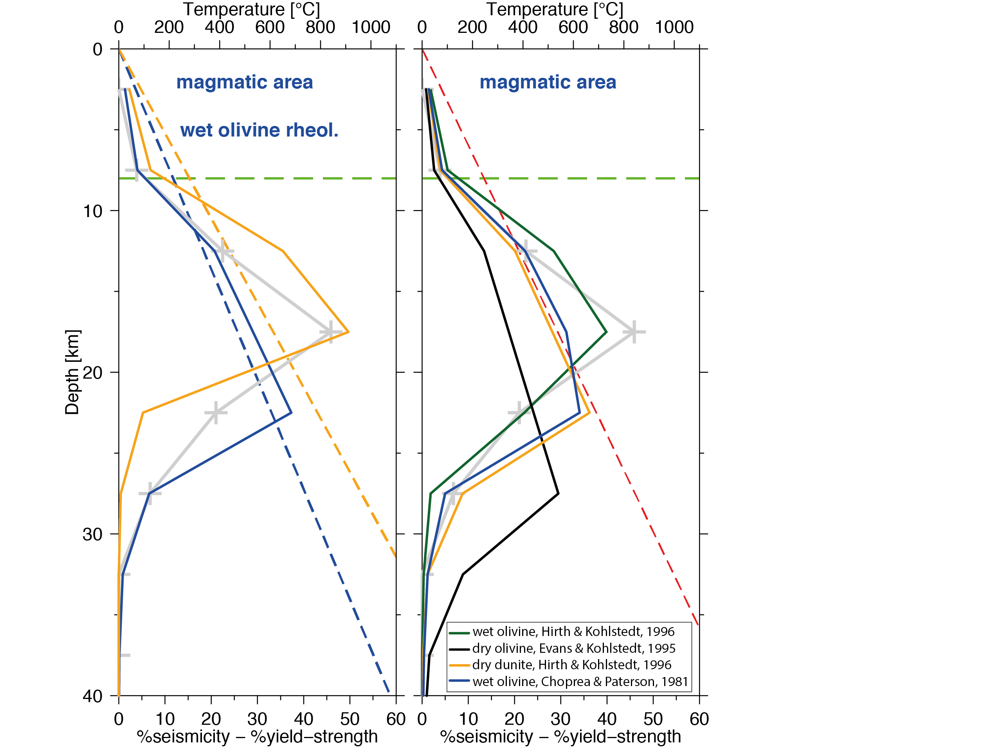 Temperature [°C]
0 200 400 600 800 1000
Temperature [°C]
0 200 400 600 800 1000
magmatic area
wet olivine rheol.
magmatic area
Depth [km]
0
10
20
30
40
wet olivine, Hirth & Kohlstedt, 1996
dry olivine, Evans & Kohlstedt, 1995
dry dunite, Hirth & Kohlstedt, 1996
wet olivine, Choprea & Paterson, 1981
0 10 20 30 40 50 60
%seismicity – %yield–strength
0 10 20 30 40 50 60
%seismicity – %yield–strength